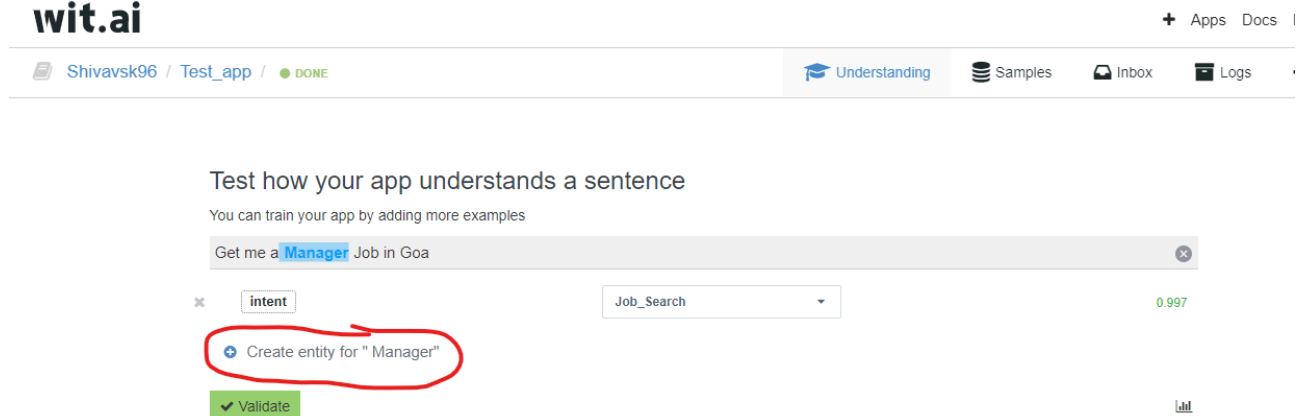 wit.ai
+ Apps Docs
Shivavsk96 / Test_app / DONE
Understanding Samples Inbox Logs
Test how your app understands a sentence
You can train your app by adding more examples
Get me a Manager Job in Goa
intent Job_Search 0.997
Create entity for " Manager"
Validate